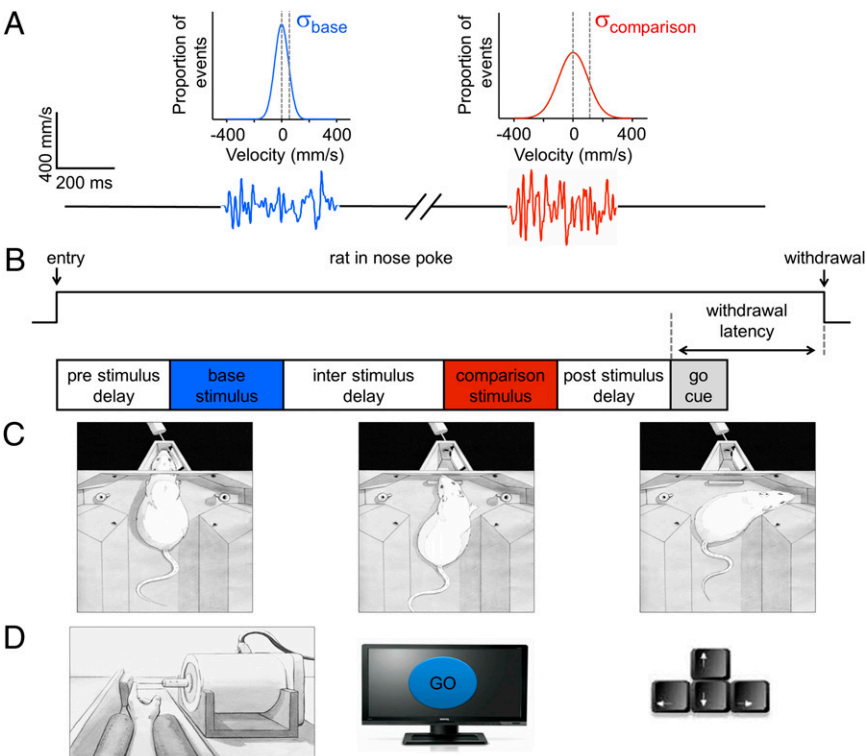 A
Proportion of
events
σbase
-400
0
400
Velocity (mm/s)
Proportion of
events
σcomparison
-400
0
400
Velocity (mm/s)
400 mm/s
200 ms
B
entry
rat in nose poke
withdrawal
withdrawal
latency
pre stimulus
delay
base
stimulus
inter stimulus
delay
comparison
stimulus
post stimulus
delay
go
cue
C
D
GO